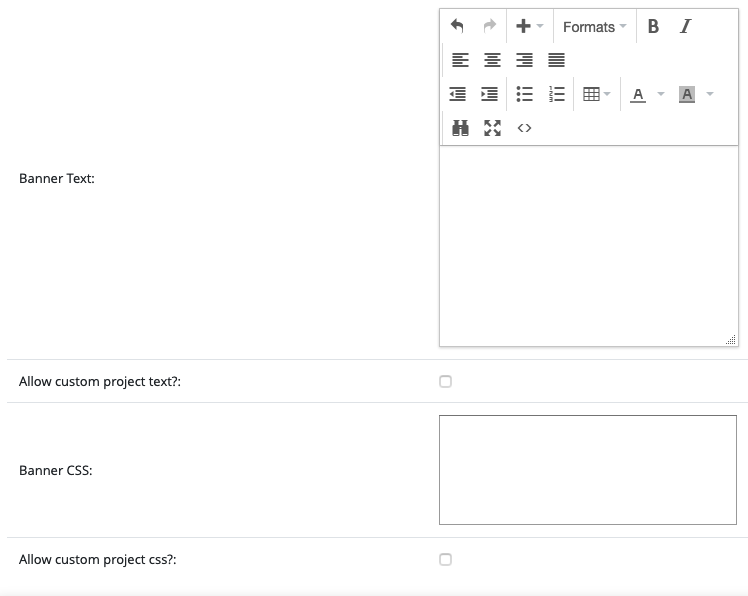 Formats
B I
A A
Banner Text:
Allow custom project text?:
Banner CSS:
Allow custom project css?: